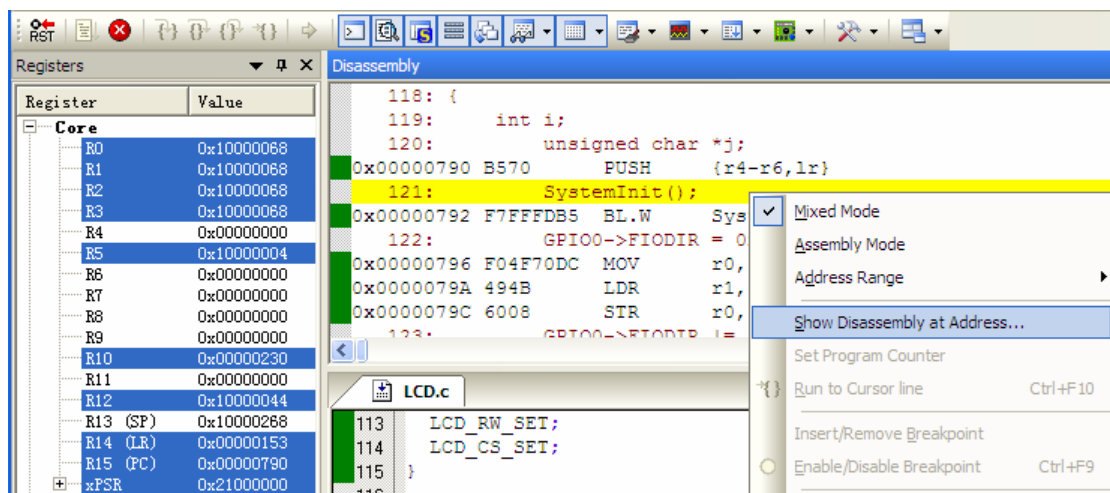 RST
Registers
Register Value
Core
R0 0x10000068
R1 0x10000068
R2 0x10000068
R3 0x10000068
R4 0x00000000
R5 0x10000004
R6 0x00000000
R7 0x00000000
R8 0x00000000
R9 0x00000000
R10 0x00000230
R11 0x00000000
R12 0x10000044
R13 (SP) 0x10000268
R14 (LR) 0x00000153
R15 (PC) 0x00000790
xPSR 0x21000000
Disassembly
118: {
119: int i;
120: unsigned char *j;
0x00000790 B570 PUSH {r4-r6,lr}
121: SystemInit();
0x00000792 F7FFFDB5 BL.W Sys
122: GPIO0->FIODIR = 0
0x00000796 F04F70DC MOV r0,
0x0000079A 494B LDR r1,
0x0000079C 6008 STR r0,
123: GPIO0->FIODIR |=
LCD.c
113 LCD_RW_SET;
114 LCD_CS_SET;
115 }
116
Mixed Mode
Assembly Mode
Address Range
Show Disassembly at Address...
Set Program Counter
Run to Cursor line Ctrl+F10
Insert/Remove Breakpoint
Enable/Disable Breakpoint Ctrl+F9